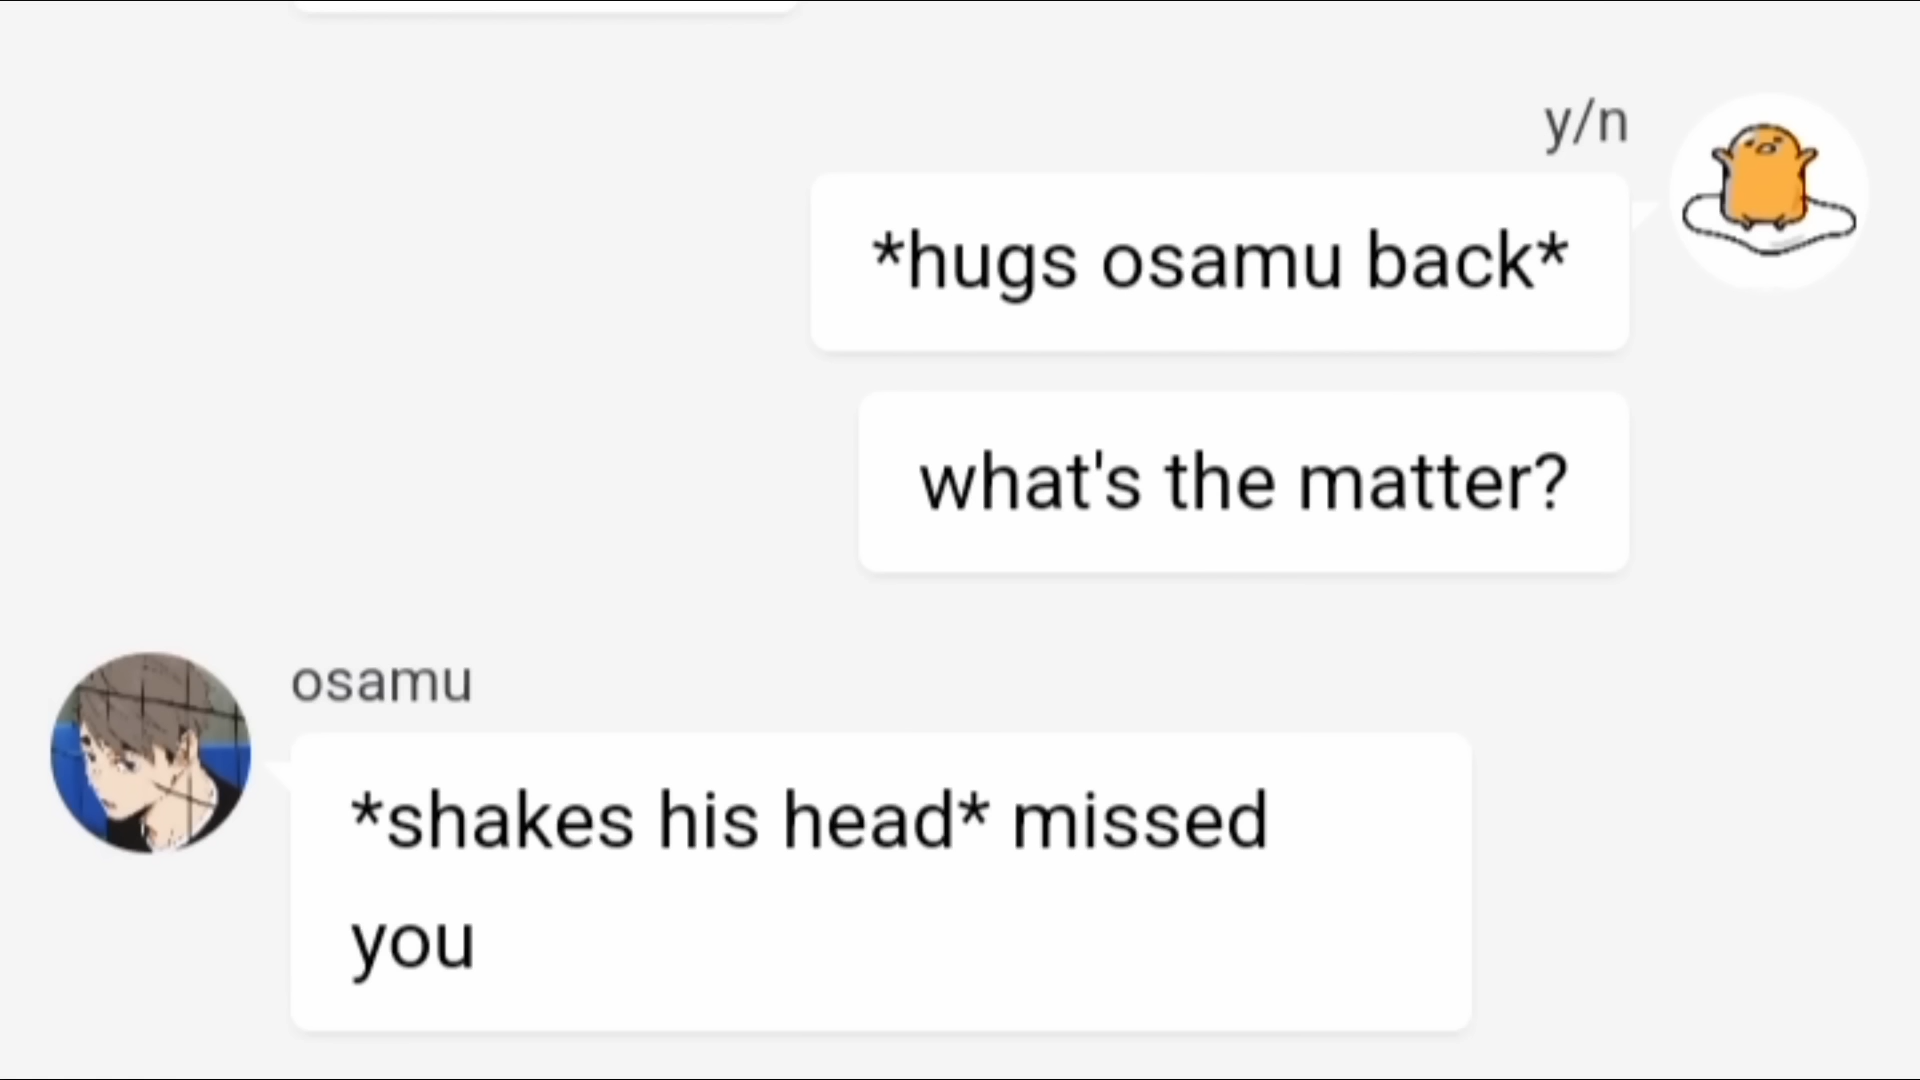 y/n
*hugs osamu back*
what's the matter?
osamu
*shakes his head* missed
you